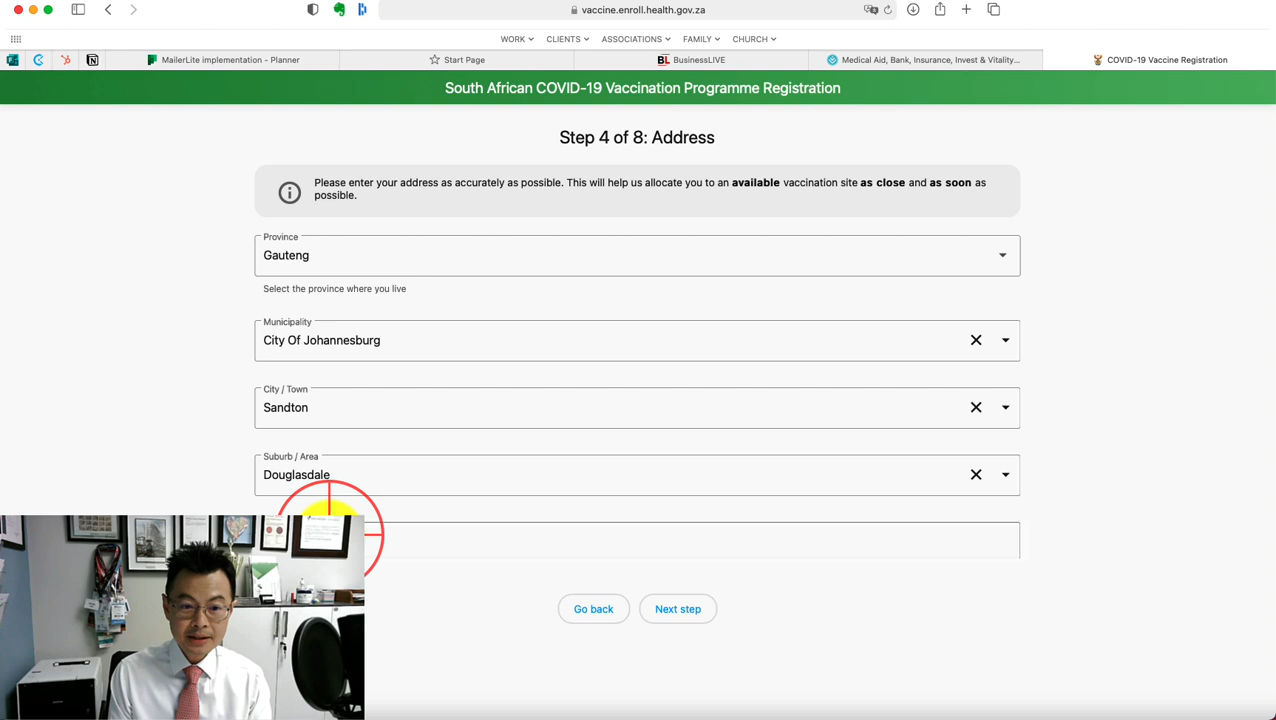 vaccine.enroll.health.gov.za
WORK CLIENTS ASSOCIATIONS FAMILY CHURCH
MailerLite implementation - Planner
Start Page
BL BusinessLIVE
Medical Aid, Bank, Insurance, Invest & Vitality...
COVID-19 Vaccine Registration
South African COVID-19 Vaccination Programme Registration
Step 4 of 8: Address
Please enter your address as accurately as possible. This will help us allocate you to an available vaccination site as close and as soon as
possible.
Province
Gauteng
Select the province where you live
Municipality
City Of Johannesburg
City / Town
Sandton
Suburb / Area
Douglasdale
Go back
Next step